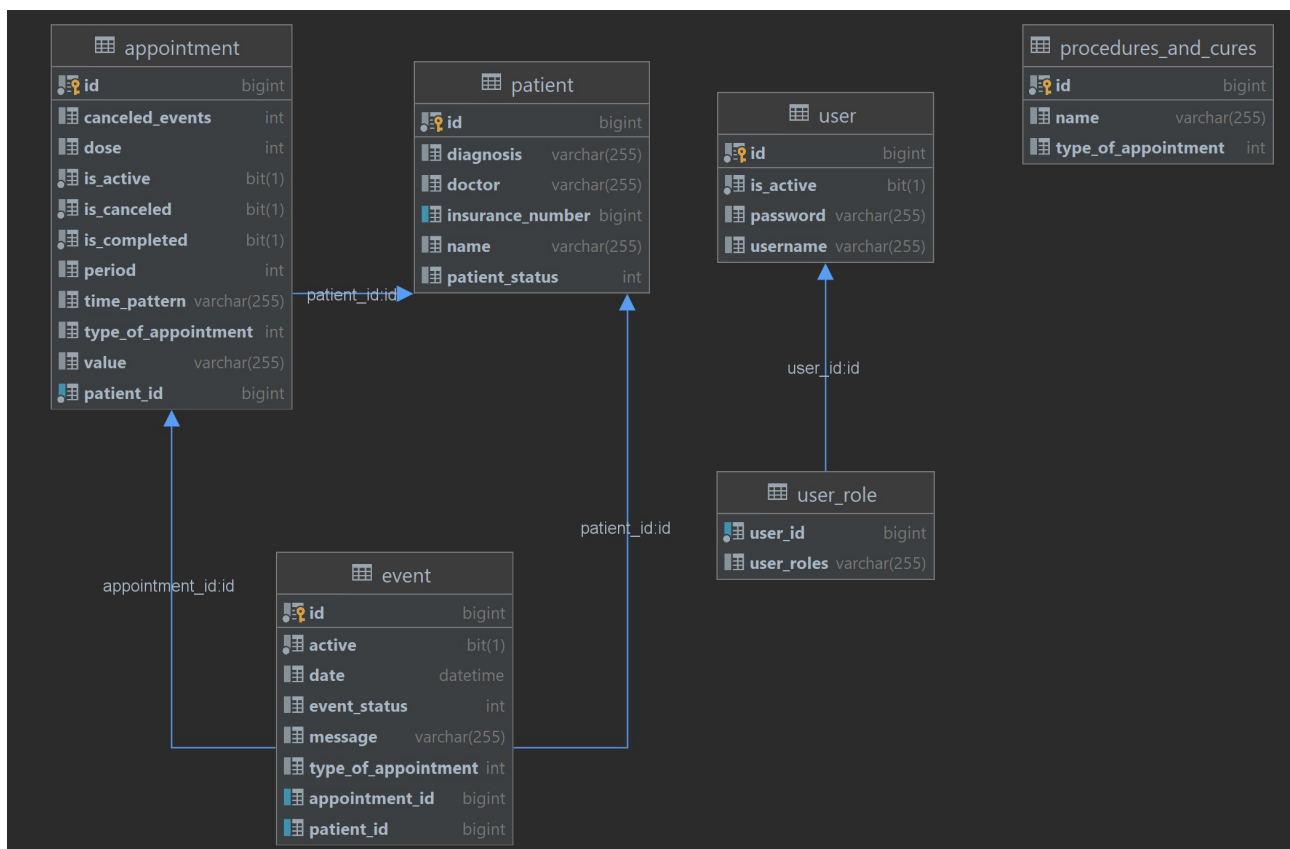 appointment
id bigint
canceled_events int
dose int
is_active bit(1)
is_canceled bit(1)
is_completed bit(1)
period int
time_pattern varchar(255)
type_of_appointment int
value varchar(255)
patient_id bigint
patient_id:id
patient
id bigint
diagnosis varchar(255)
doctor varchar(255)
insurance_number bigint
name varchar(255)
patient_status int
user
id bigint
is_active bit(1)
password varchar(255)
username varchar(255)
procedures_and_cures
id bigint
name varchar(255)
type_of_appointment int
user_id:id
user_role
user_id bigint
user_roles varchar(255)
patient_id:id
appointment_id:id
event
id bigint
active bit(1)
date datetime
event_status int
message varchar(255)
type_of_appointment int
appointment_id bigint
patient_id bigint